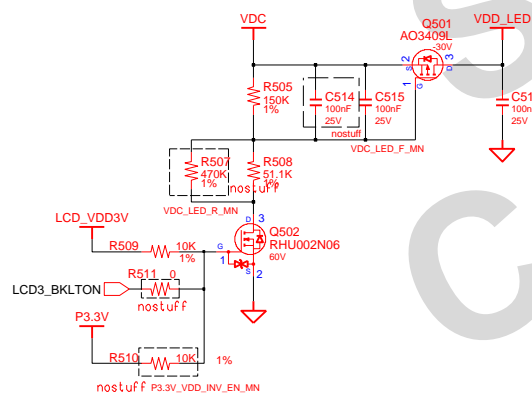 VDC
Q501
AO3409L
-30V
VDD_LED
2
3
S
D
1
G
R505
150K
1%
C514
100nF
25V
nostuff
C515
100nF
25V
C51
100nF
25V
VDC_LED_F_MN
R507
470K
1%
R508
51.1K
1%
nostuff
VDC_LED_R_MN
D
3
Q502
RHU002N06
60V
G
1
S
2
LCD_VDD3V
R509
10K
1%
R511
0
LCD3_BKLTON
nostuff
P3.3V
R510
10K
1%
nostuff
P3.3V_VDD_INV_EN_MN